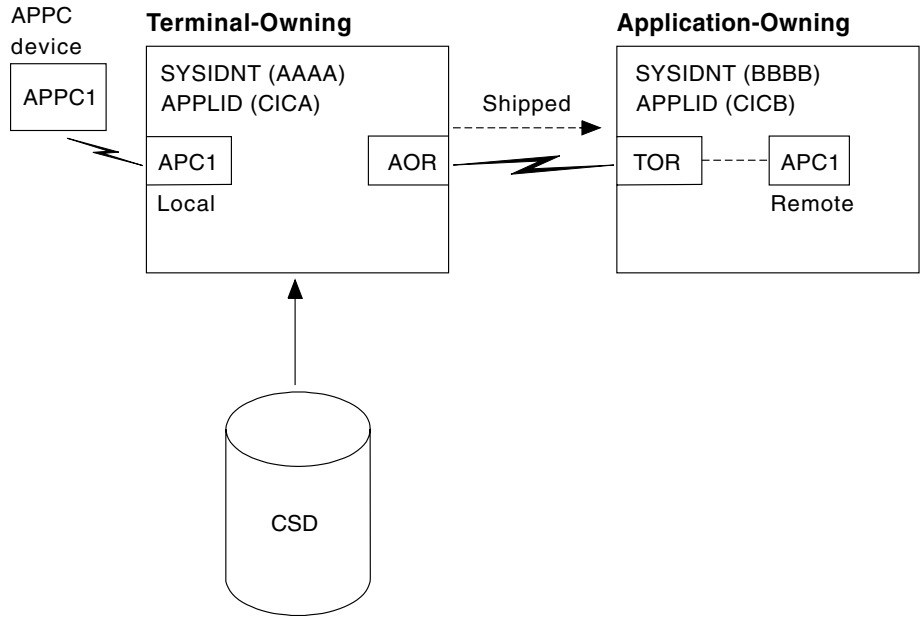 APPC
device
APPC1
Terminal-Owning
SYSIDNT (AAAA)
APPLID (CICA)
APC1
Local
AOR
Shipped
Application-Owning
SYSIDNT (BBBB)
APPLID (CICB)
TOR
APC1
Remote
CSD